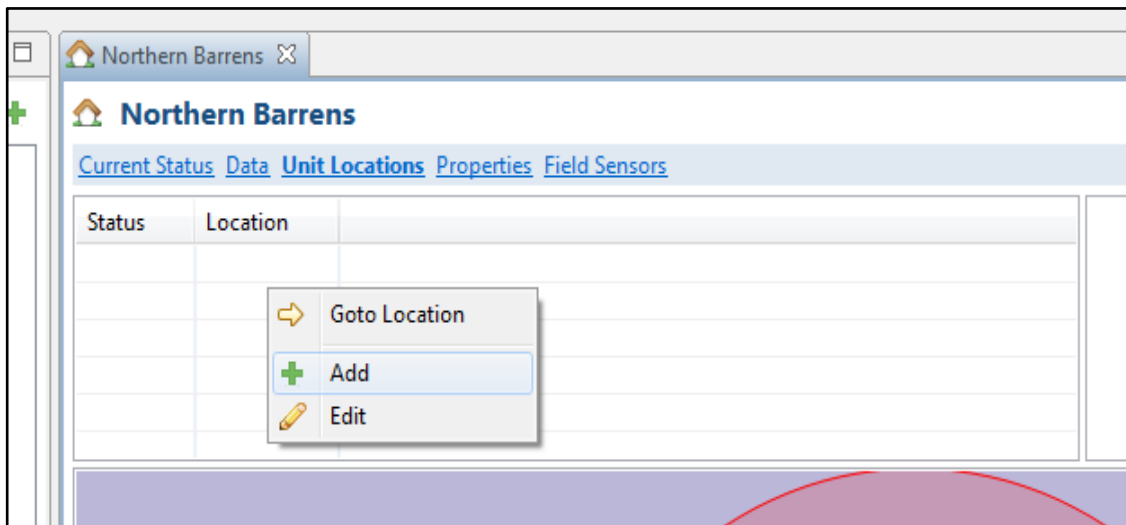 Northern Barrens
Northern Barrens
Current Status Data Unit Locations Properties Field Sensors
Status Location
Goto Location
Add
Edit